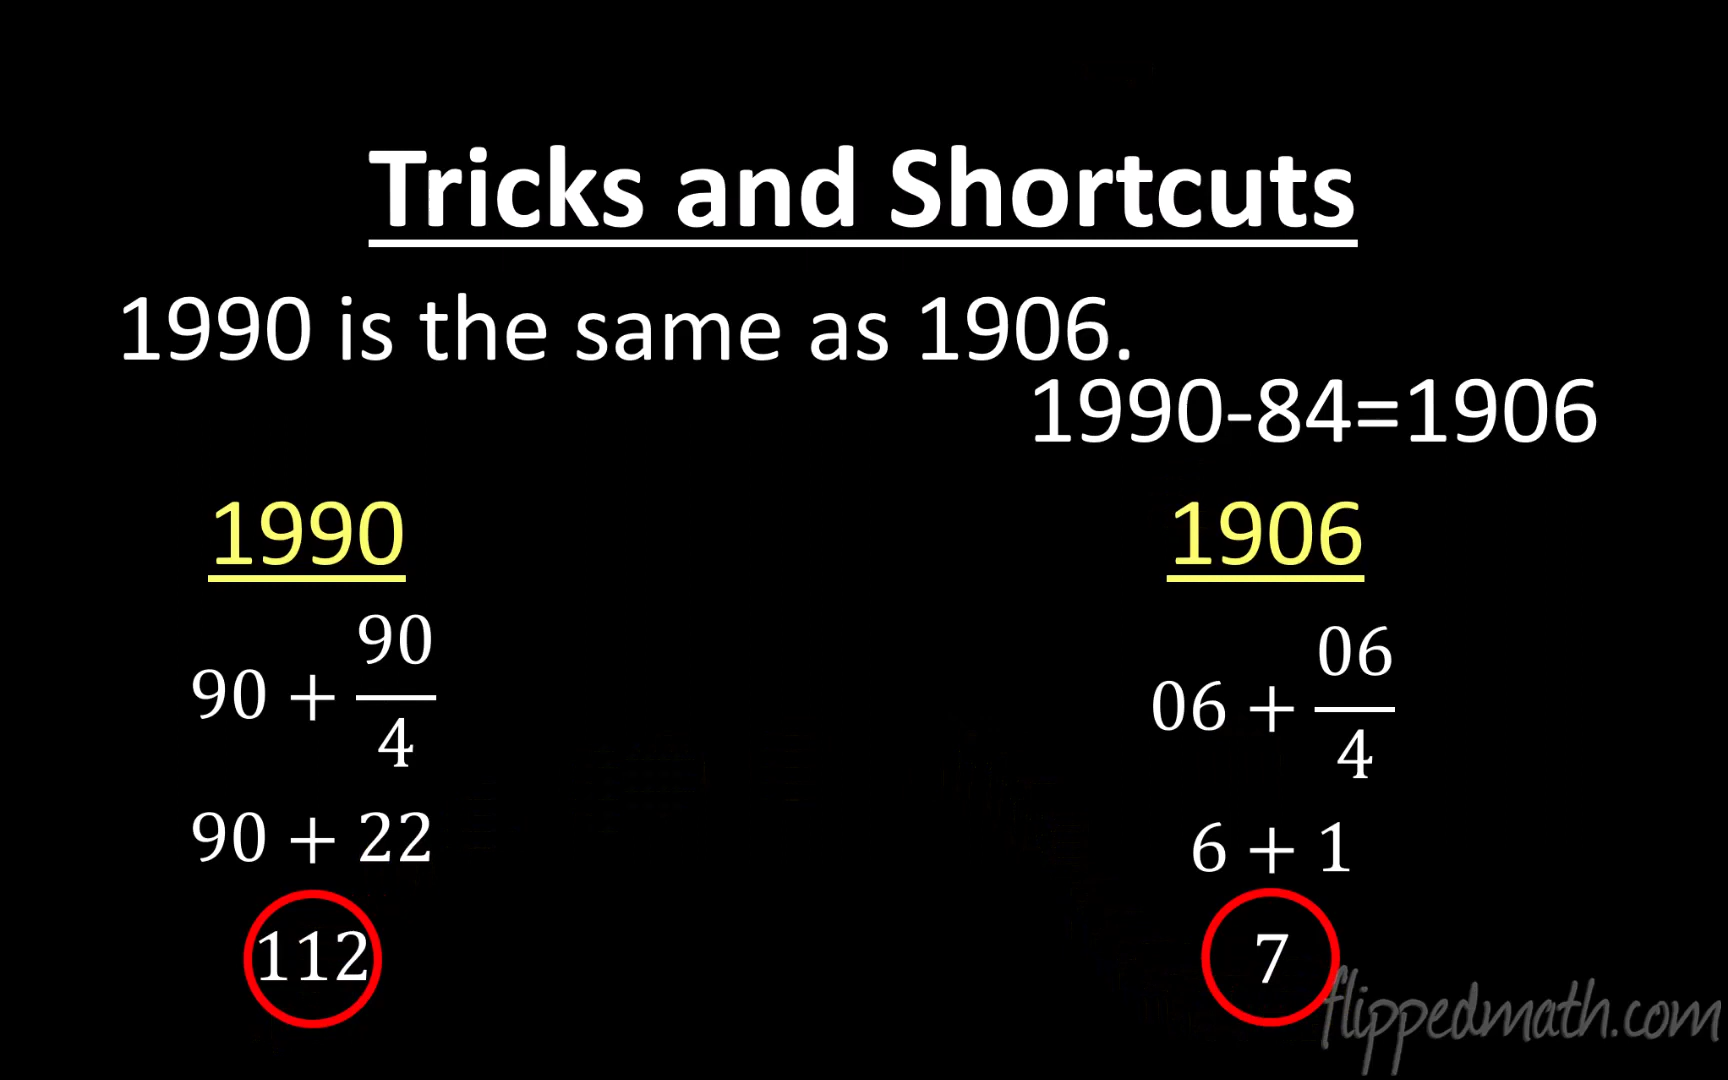 Tricks and Shortcuts
1990 is the same as 1906.
1990-84=1906
1990
90 + 90/4
90 + 22
112
1906
06 + 06/4
6 + 1
7
flippedmath.com